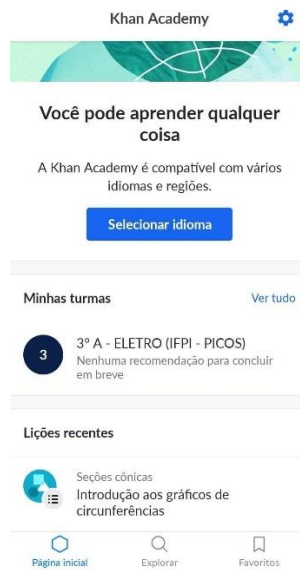 Khan Academy
Você pode aprender qualquer
coisa
A Khan Academy é compatível com vários
idiomas e regiões.
Selecionar idioma
Minhas turmas
Ver tudo
3
3° A - ELETRO (IFPI - PICOS)
Nenhuma recomendação para concluir
em breve
Lições recentes
Seções cônicas
Introdução aos gráficos de
circunferências
Página inicial
Explorar
Favoritos